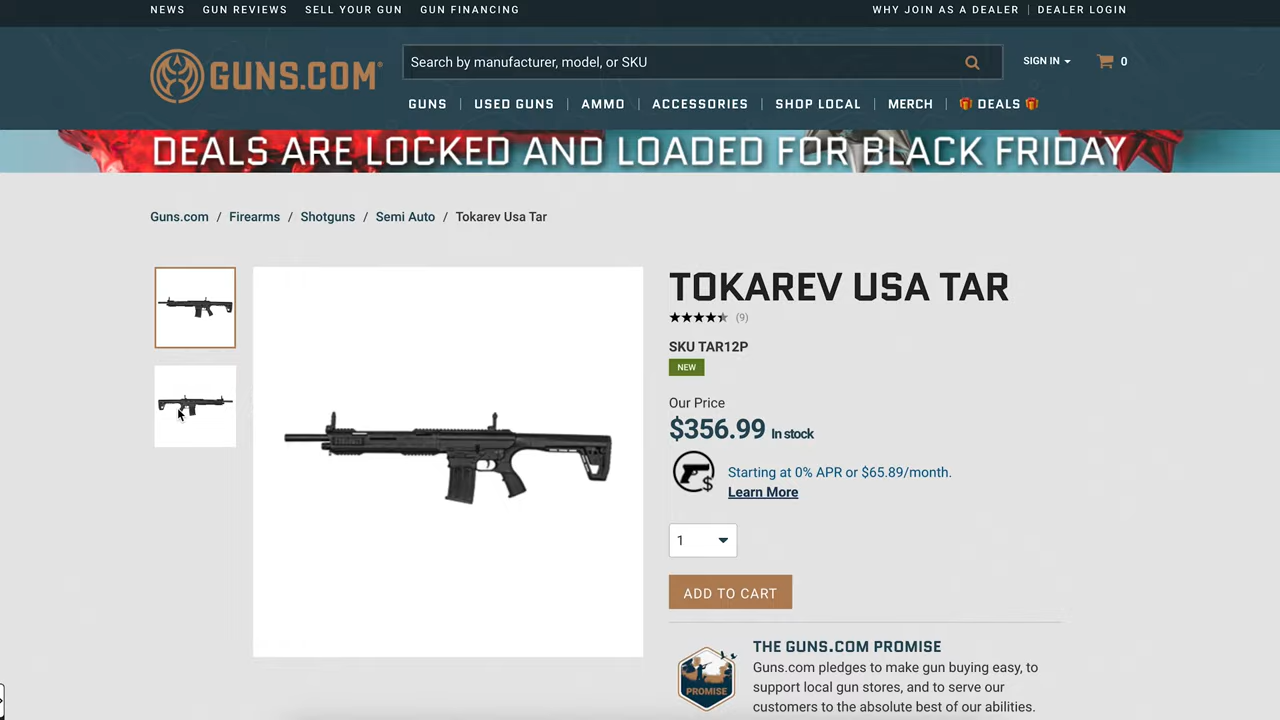 NEWS GUN REVIEWS SELL YOUR GUN GUN FINANCING WHY JOIN AS A DEALER | DEALER LOGIN
GUNS.COM®
Search by manufacturer, model, or SKU
SIGN IN
0
GUNS | USED GUNS | AMMO | ACCESSORIES | SHOP LOCAL | MERCH | DEALS
DEALS ARE LOCKED AND LOADED FOR BLACK FRIDAY
Guns.com / Firearms / Shotguns / Semi Auto / Tokarev Usa Tar
TOKAREV USA TAR
(9)
SKU TAR12P
NEW
Our Price
$356.99 In stock
$
Starting at 0% APR or $65.89/month.
Learn More
1
ADD TO CART
PROMISE
THE GUNS.COM PROMISE
Guns.com pledges to make gun buying easy, to
support local gun stores, and to serve our
customers to the absolute best of our abilities.